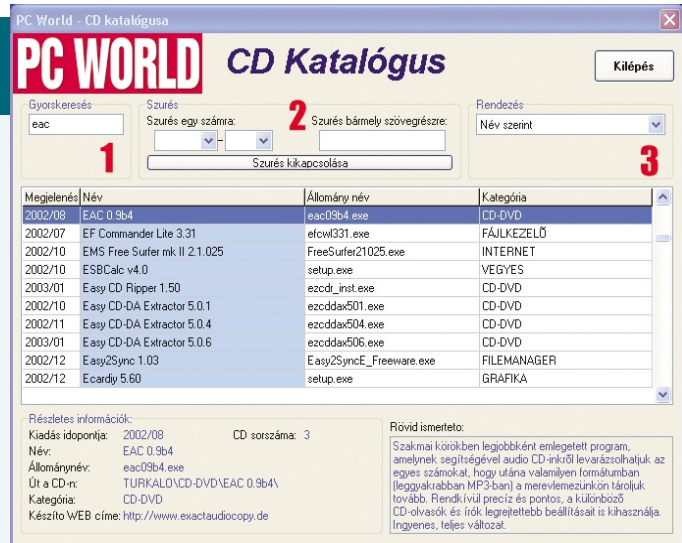 PC World - CD katalógusa
PC WORLD
CD Katalógus
Kilépés
Gyorskeresés
eac
1
Szűrés
2
Szűrés egy számra:
-
Szűrés bármely szövegrészre:
Szűrés kikapcsolása
Rendezés
Név szerint
3
Megjelenés Név Állomány név Kategória
2002/08 EAC 0.9b4 eac09b4.exe CD-DVD
2002/07 EF Commander Lite 3.31 efcwl331.exe FÁJLKEZELÕ
2002/10 EMS Free Surfer mk II 2.1.025 FreeSurfer21025.exe INTERNET
2002/10 ESBCalc v4.0 setup.exe VEGYES
2003/01 Easy CD Ripper 1.50 ezcdr_inst.exe CD-DVD
2002/10 Easy CD-DA Extractor 5.0.1 ezcddax501.exe CD-DVD
2002/11 Easy CD-DA Extractor 5.0.4 ezcddax504.exe CD-DVD
2003/01 Easy CD-DA Extractor 5.0.6 ezcddax506.exe CD-DVD
2002/12 Easy2Sync 1.03 Easy2SyncE_Freeware.exe FILEMANAGER
2002/12 Ecardiy 5.60 setup.exe GRAFIKA
Részletes információk:
Kiadás idopontja: 2002/08 CD sorszáma: 3
Név: EAC 0.9b4
Állománynév: eac09b4.exe
Út a CD-n: TURKALO\CD-DVD\EAC 0.9b4\
Kategória: CD-DVD
Készíto WEB címe: http://www.exactaudiocopy.de
Rövid ismerteto:
Szakmai körökben legjobbként emlegetett program,
amelynek segítségével audio CD-inkrõl levarázsolhatjuk az
egyes számokat, hogy utána valamilyen formátumban
(leggyakrabban MP3-ban) a merevlemezünkön tároljuk
tovább. Rendkívül precíz és pontos, a különbözõ
CD-olvasók és írók legrejtettebb beállításait is kihasználja.
Ingyenes, teljes változat.